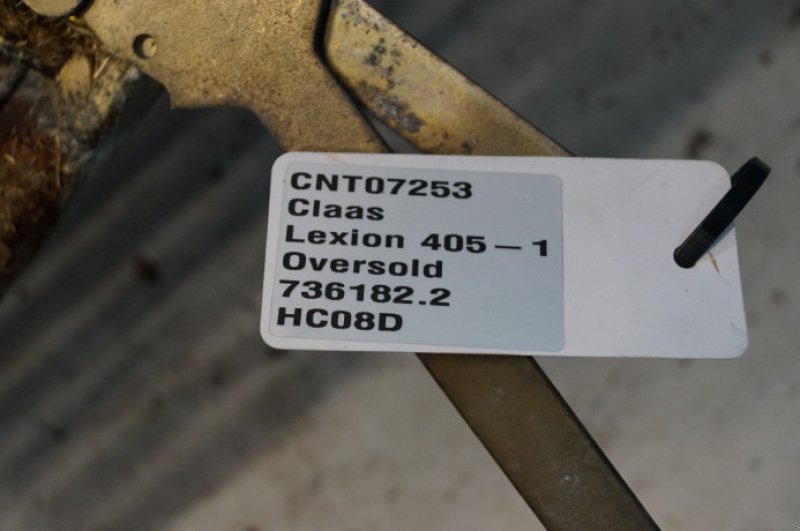 CNT07253
Claas
Lexion 405 – 1
Oversold
736182.2
HC08D